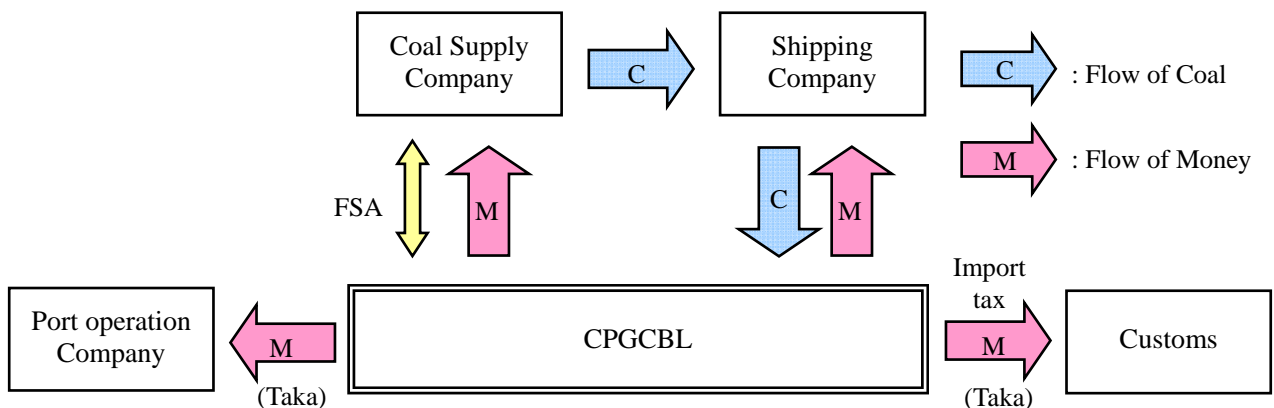 Coal Supply
Company
C
Shipping
Company
C
: Flow of Coal
M
: Flow of Money
FSA
M
C
M
Port operation
Company
M
(Taka)
CPGCBL
Import
tax
M
(Taka)
Customs